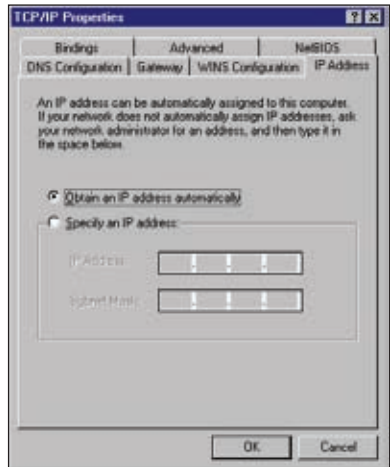 TCP/IP Properties
Bindings
Advanced
NetBIOS
DNS Configuration
Gateway
WINS Configuration
IP Address
An IP address can be automatically assigned to this computer.
If your network does not automatically assign IP addresses, ask
your network administrator for an address, and then type it in
the space below.
Obtain an IP address automatically
Specify an IP address:
IP Address:
Subnet Mask:
OK
Cancel